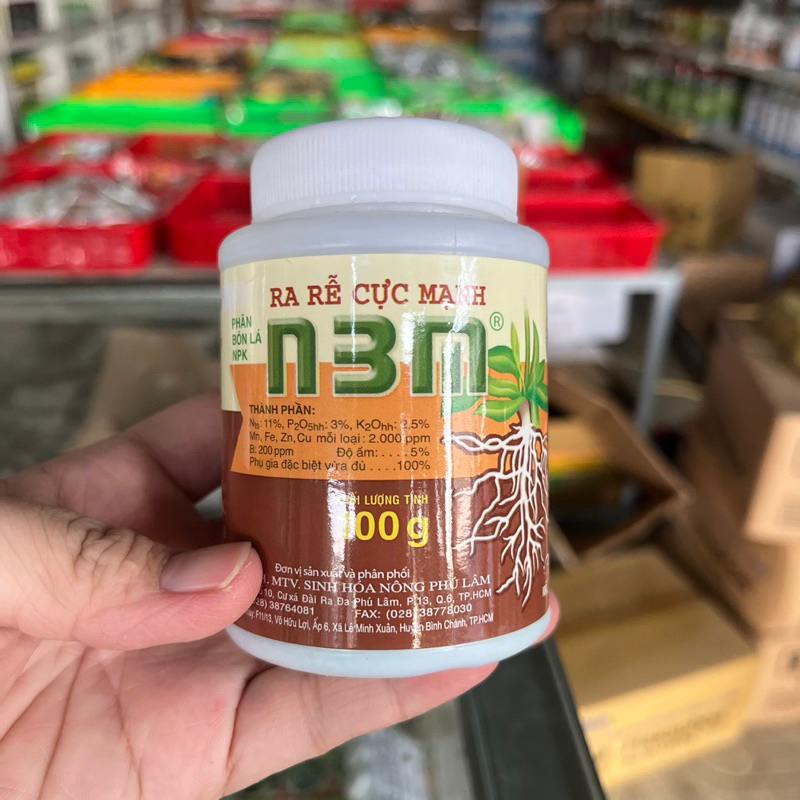 RA RỄ CỰC MẠNH
PHÂN
BÓN LÁ
NPK
n3m®
THÀNH PHẦN:
Nts: 11%, P2O5hh: 3%, K2Ohh: 2.5%
Mn, Fe, Zn, Cu mỗi loại: 2.000 ppm
B: 200 ppm Độ ẩm: . . . . 5%
Phụ gia đặc biệt vừa đủ . . . . 100%
LƯỢNG TỊNH
100 g
Đơn vị sản xuất và phân phối
MTV. SINH HÓA NÔNG PHÚ LÂM
10, Cư xá Đài Ra Đa Phú Lâm, P.13, Q.6, TP.HCM
(028) 38764081 FAX: (028) 38778030
F11/13, Võ Hữu Lợi, Ấp 6, Xã Lê Minh Xuân, Huyện Bình Chánh, TP.HCM